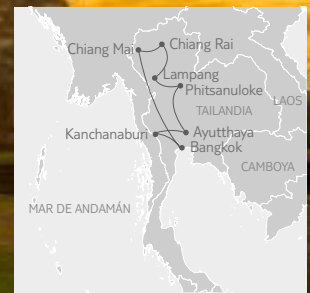 Chiang Rai
Chiang Mai
Lampang
Phitsanuloke
LAOS
TAILANDIA
Kanchanaburi
Ayutthaya
Bangkok
CAMBOYA
MAR DE ANDAMÁN